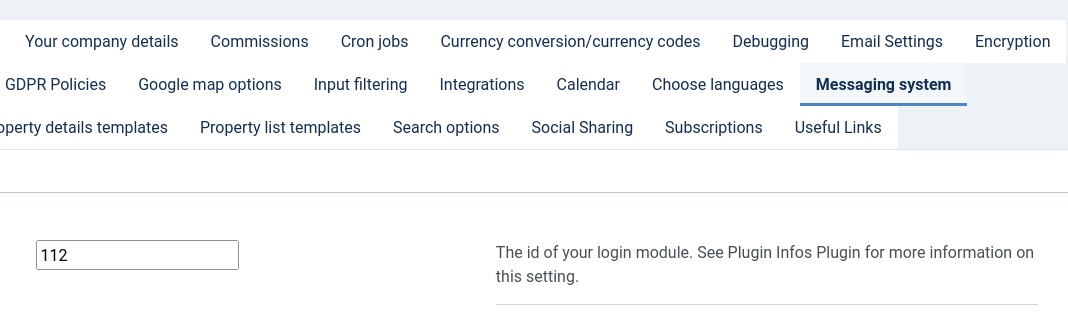 Your company details Commissions Cron jobs Currency conversion/currency codes Debugging Email Settings Encryption
GDPR Policies Google map options Input filtering Integrations Calendar Choose languages Messaging system
operty details templates Property list templates Search options Social Sharing Subscriptions Useful Links
112
The id of your login module. See Plugin Infos Plugin for more information on
this setting.